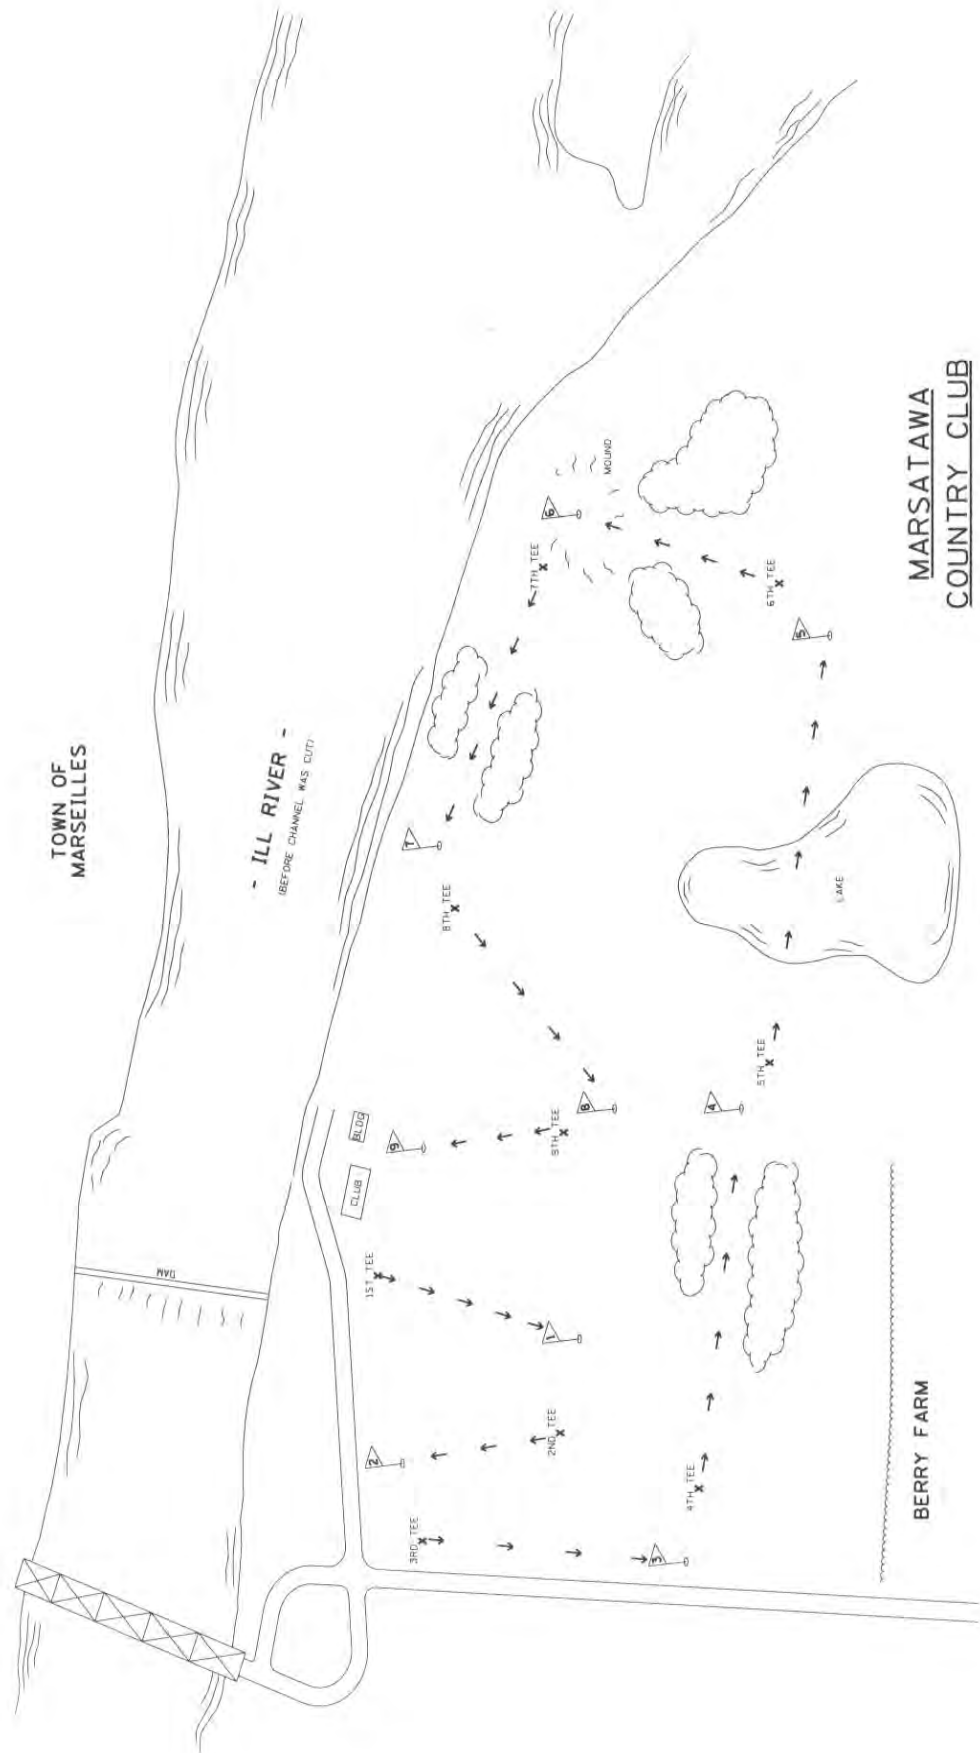 TOWN OF
MARSEILLES
- ILL RIVER -
(BEFORE CHANNEL WAS CUT)
DAM
CLUB
BLDG
1ST TEE
1
2ND TEE
2
3RD TEE
3
4TH TEE
4
5TH TEE
5
LAKE
6TH TEE
6
MOUND
7TH TEE
7
8TH TEE
8
9TH TEE
9
BERRY FARM
MARSATAWA
COUNTRY CLUB